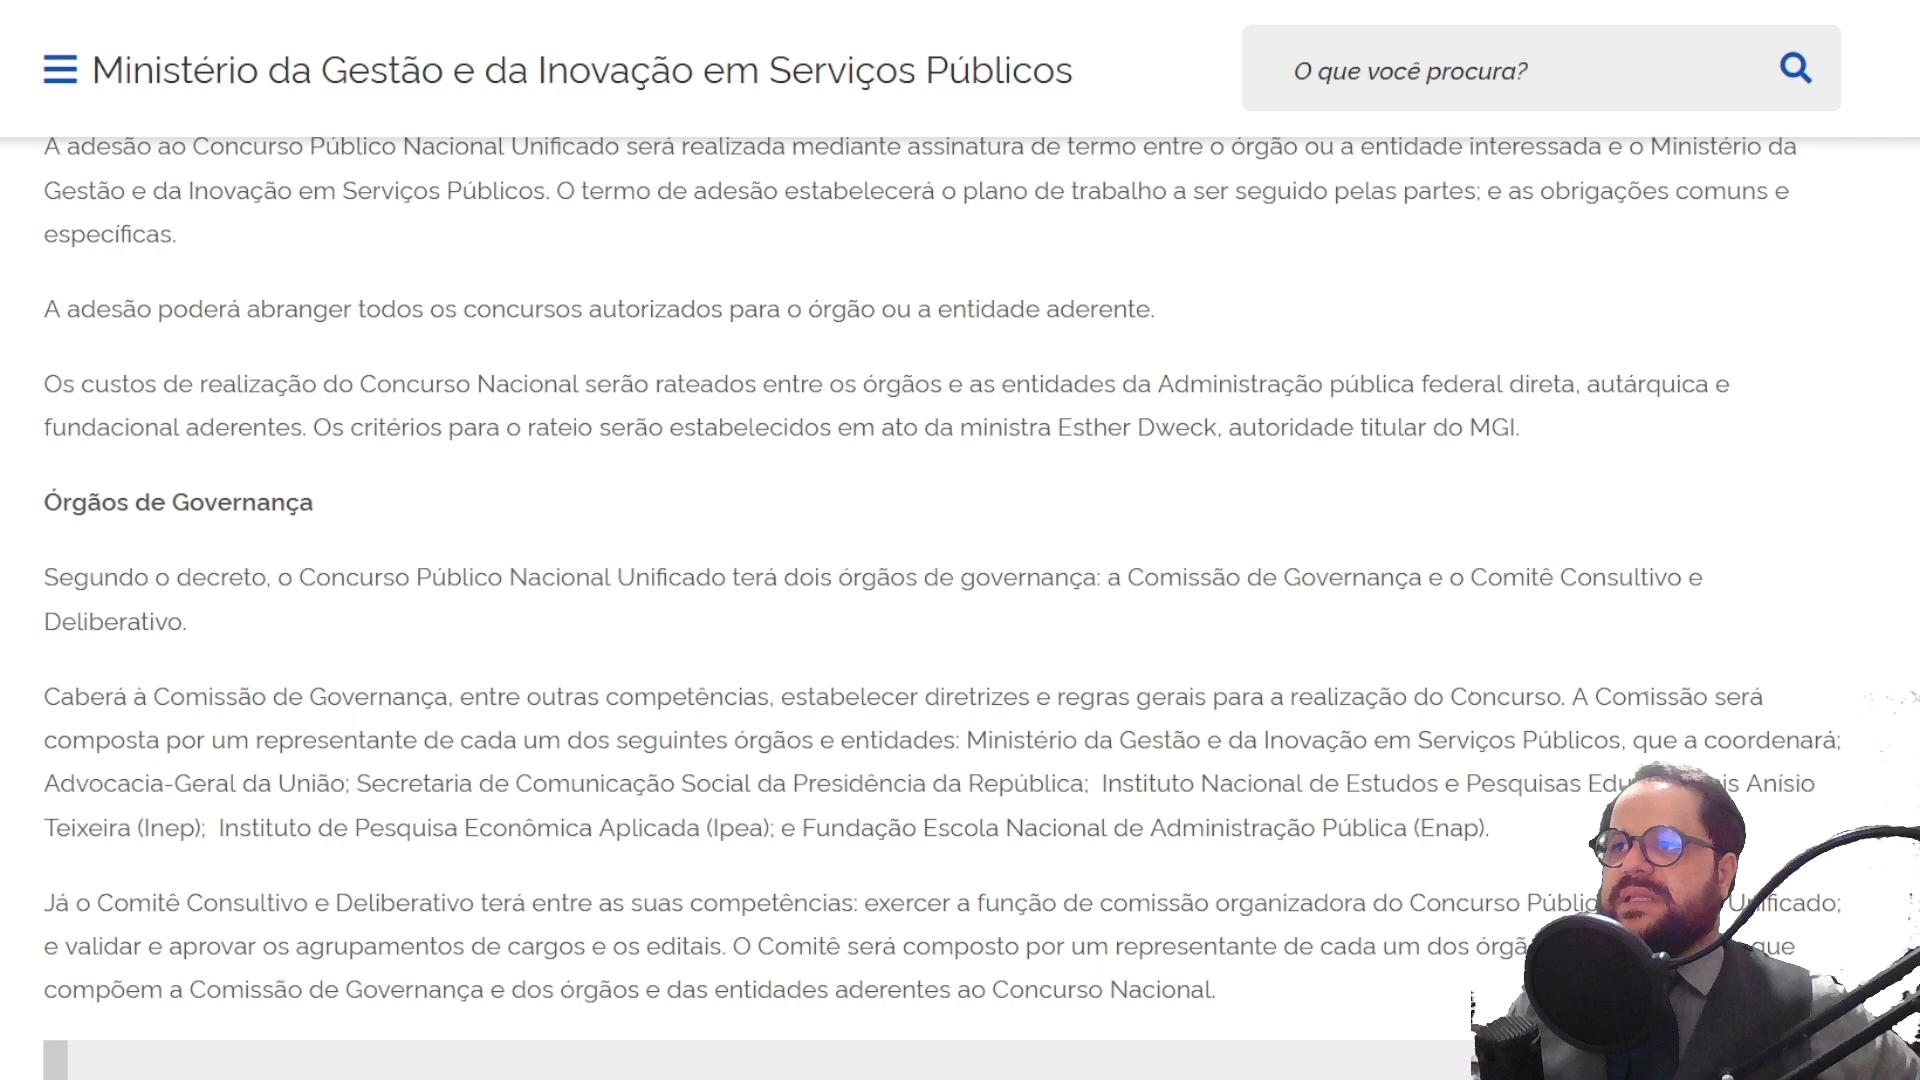 Ministério da Gestão e da Inovação em Serviços Públicos
O que você procura?
A adesão ao Concurso Público Nacional Unificado será realizada mediante assinatura de termo entre o órgão ou a entidade interessada e o Ministério da
Gestão e da Inovação em Serviços Públicos. O termo de adesão estabelecerá o plano de trabalho a ser seguido pelas partes; e as obrigações comuns e
específicas.
A adesão poderá abranger todos os concursos autorizados para o órgão ou a entidade aderente.
Os custos de realização do Concurso Nacional serão rateados entre os órgãos e as entidades da Administração pública federal direta, autárquica e
fundacional aderentes. Os critérios para o rateio serão estabelecidos em ato da ministra Esther Dweck, autoridade titular do MGI.
Órgãos de Governança
Segundo o decreto, o Concurso Público Nacional Unificado terá dois órgãos de governança: a Comissão de Governança e o Comitê Consultivo e
Deliberativo.
Caberá à Comissão de Governança, entre outras competências, estabelecer diretrizes e regras gerais para a realização do Concurso. A Comissão será
composta por um representante de cada um dos seguintes órgãos e entidades: Ministério da Gestão e da Inovação em Serviços Públicos, que a coordenará;
Advocacia-Geral da União; Secretaria de Comunicação Social da Presidência da República; Instituto Nacional de Estudos e Pesquisas Anísio
Teixeira (Inep); Instituto de Pesquisa Econômica Aplicada (Ipea); e Fundação Escola Nacional de Administração Pública (Enap).
Já o Comitê Consultivo e Deliberativo terá entre as suas competências: exercer a função de comissão organizadora do Concurso Unificado;
e validar e aprovar os agrupamentos de cargos e os editais. O Comitê será composto por um representante de cada um dos que
compõem a Comissão de Governança e dos órgãos e das entidades aderentes ao Concurso Nacional.